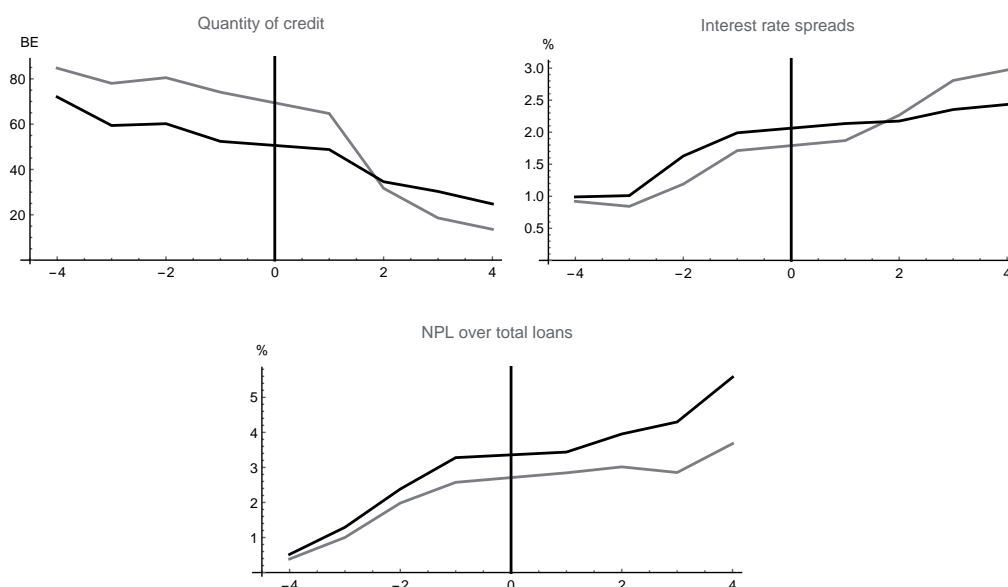 Quantity of credit
BE
80
60
40
20
−4 −2 0 2 4
Interest rate spreads
%
3.0
2.5
2.0
1.5
1.0
0.5
−4 −2 0 2 4
NPL over total loans
%
5
4
3
2
1
−4 −2 0 2 4